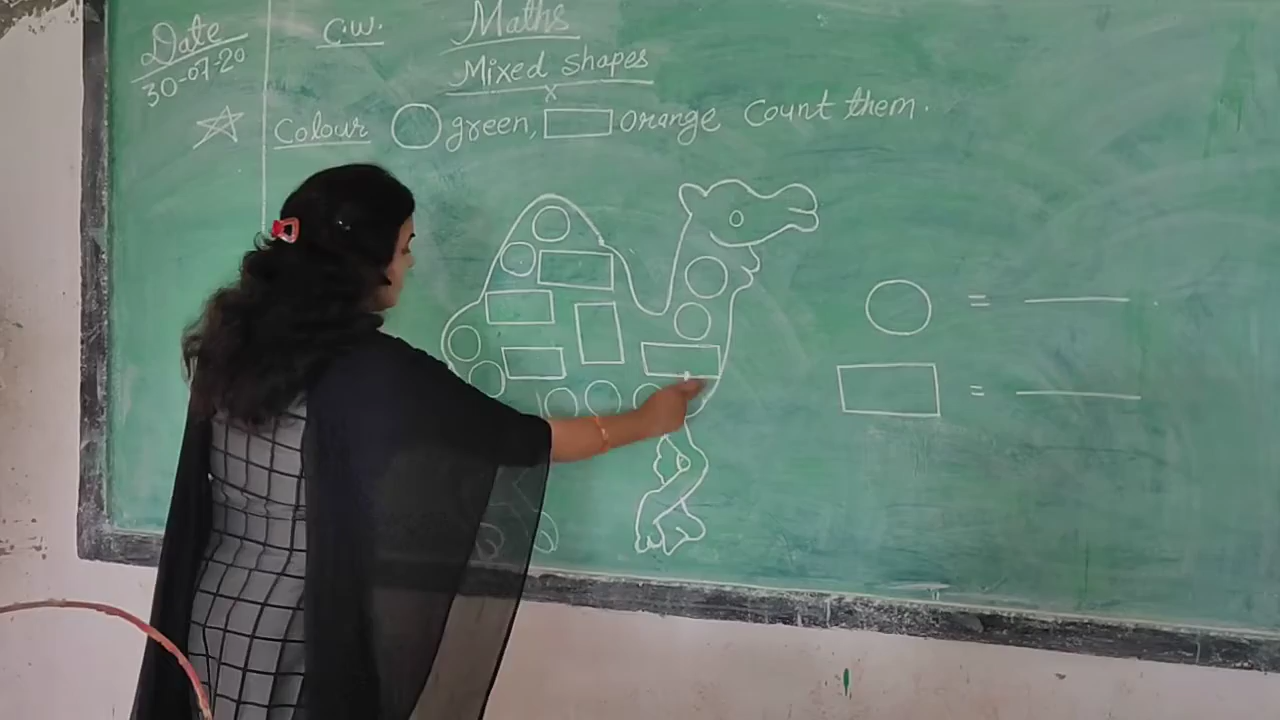 Date
30-07-20
C.W.
Maths
Mixed Shapes
x
Colour green, Orange, Count them.
= 
=